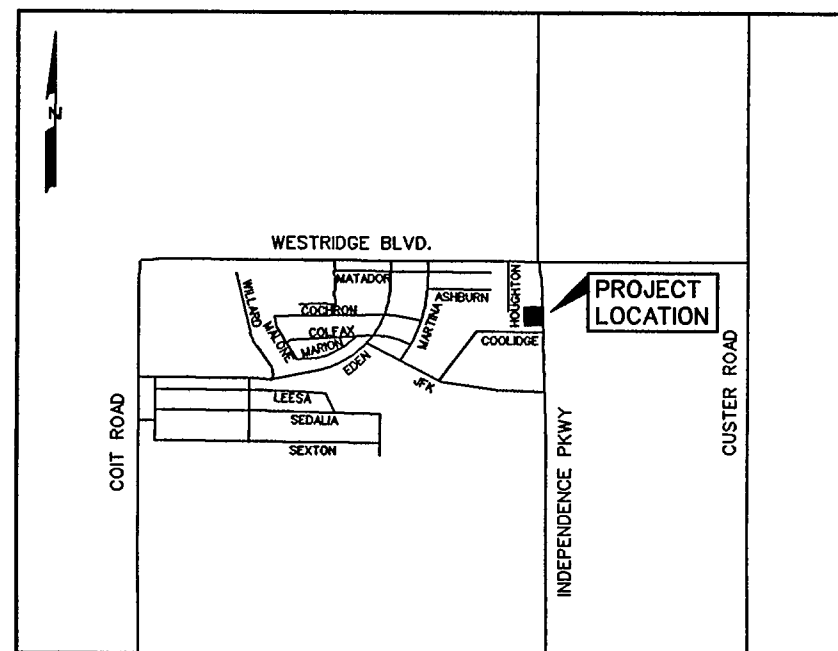 N
WESTRIDGE BLVD.
MATADOR
WILLARD
HOUGHTON
ASHBURN
PROJECT
LOCATION
COCHRON
MALONE
COLFAX
MARTINA
MARION
COOLIDGE
EDEN
JFK
LEESA
SEDALIA
SEXTON
COIT ROAD
INDEPENDENCE PKWY
CUSTER ROAD